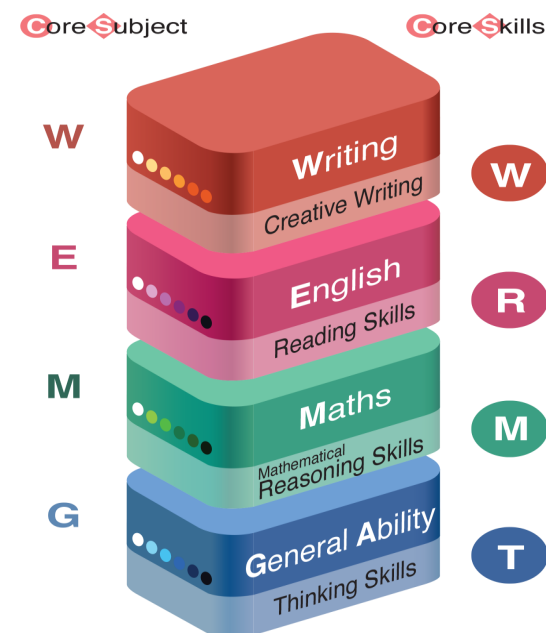 Core Subject
Core Skills
W
Writing
Creative Writing
W
E
English
Reading Skills
R
M
Maths
Mathematical
Reasoning Skills
M
G
General Ability
Thinking Skills
T